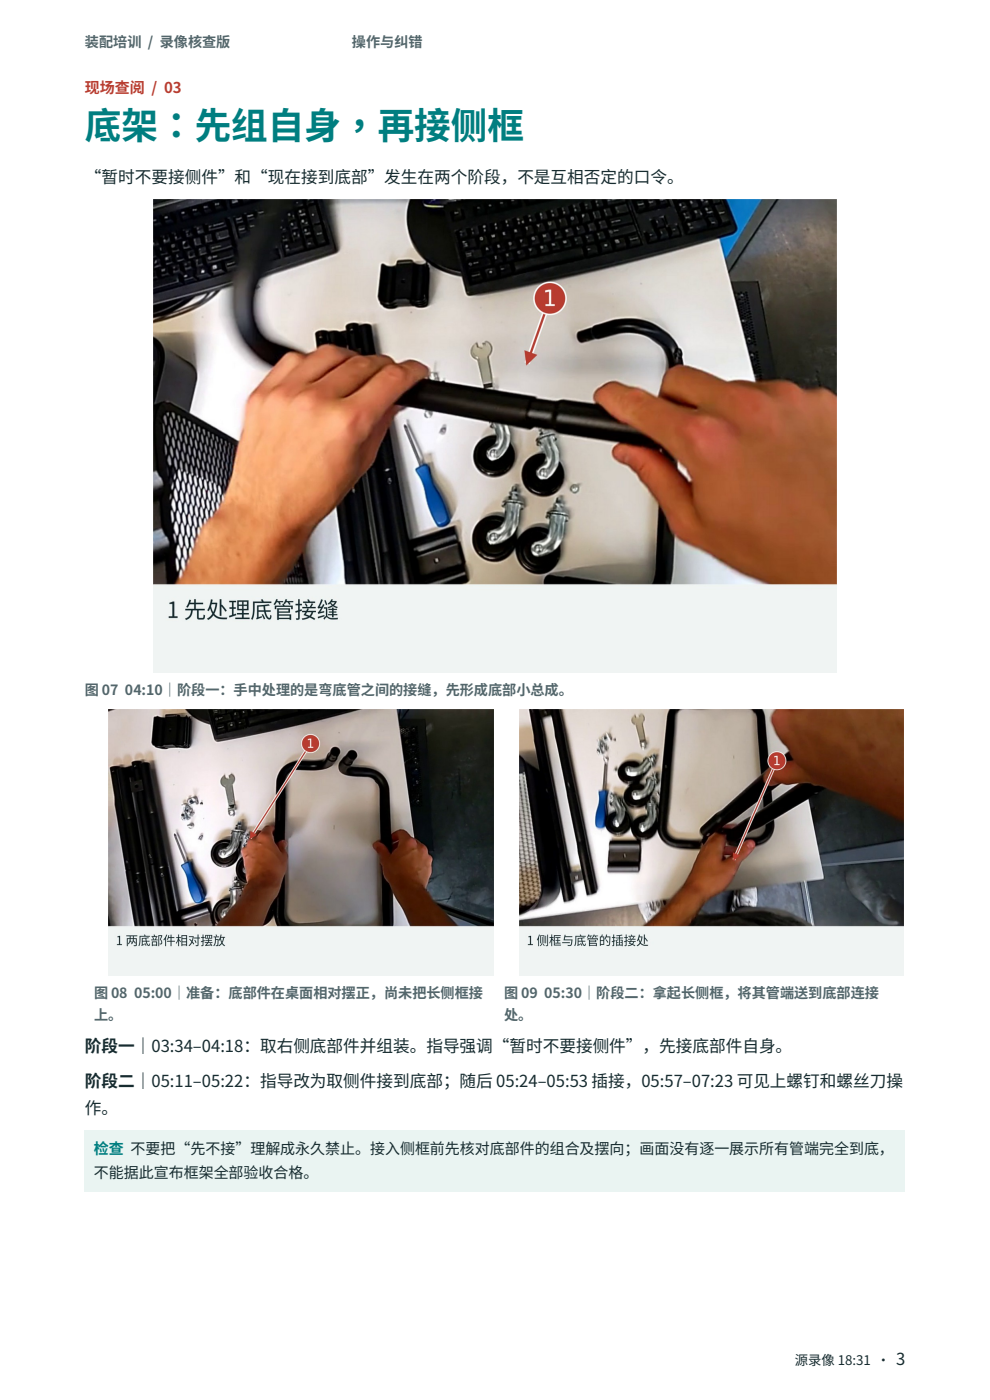 装配培训 / 录像核查版 操作与纠错
现场查阅 / 03
底架：先组自身，再接侧框
“暂时不要接侧件”和“现在接到底部”发生在两个阶段，不是互相否定的口令。
1
1 先处理底管接缝
图 07 04:10｜阶段一：手中处理的是弯底管之间的接缝，先形成底部小总成。
1
1 两底部件相对摆放
图 08 05:00｜准备：底部件在桌面相对摆正，尚未把长侧框接
上。
1
1 侧框与底管的插接处
图 09 05:30｜阶段二：拿起长侧框，将其管端送到底部连接
处。
阶段一｜03:34–04:18：取右侧底部件并组装。指导强调“暂时不要接侧件”，先接底部件自身。
阶段二｜05:11–05:22：指导改为取侧件接到底部；随后 05:24–05:53 插接，05:57–07:23 可见上螺钉和螺丝刀操
作。
检查 不要把“先不接”理解成永久禁止。接入侧框前先核对底部件的组合及摆向；画面没有逐一展示所有管端完全到底，
不能据此宣布框架全部验收合格。
源录像 18:31 · 3